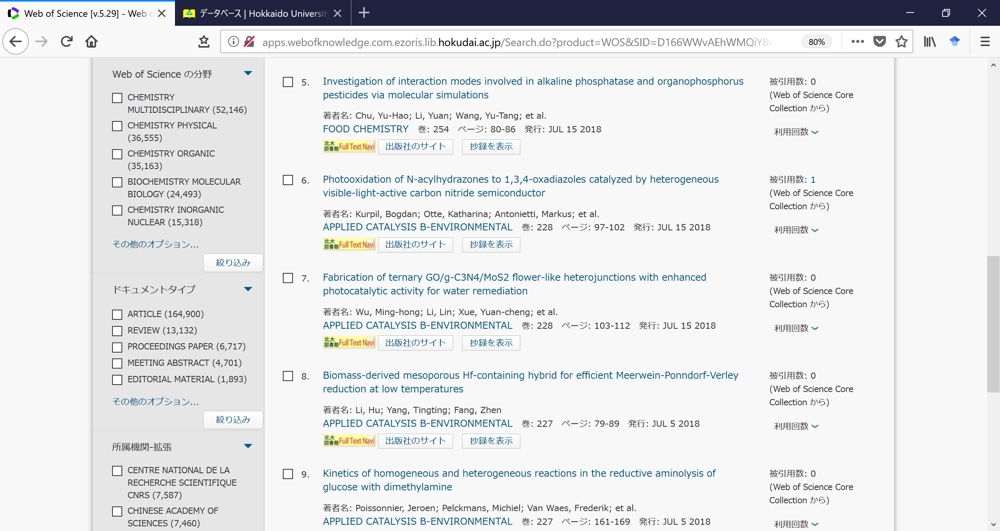 Web of Science [v.5.29] - Web
データベース | Hokkaido University
apps.webofknowledge.com.ezoris.lib.hokudai.ac.jp/Search.do?product=WOS&SID=D166WWvAEhWMQiY8w
80%
Web of Science の分野
CHEMISTRY
MULTIDISCIPLINARY (52,146)
CHEMISTRY PHYSICAL
(36,555)
CHEMISTRY ORGANIC
(35,163)
BIOCHEMISTRY MOLECULAR
BIOLOGY (24,493)
CHEMISTRY INORGANIC
NUCLEAR (15,318)
その他のオプション...
絞り込み
ドキュメントタイプ
ARTICLE (164,900)
REVIEW (13,132)
PROCEEDINGS PAPER (6,717)
MEETING ABSTRACT (4,701)
EDITORIAL MATERIAL (1,893)
その他のオプション...
絞り込み
所属機関-拡張
CENTRE NATIONAL DE LA
RECHERCHE SCIENTIFIQUE
CNRS (7,587)
CHINESE ACADEMY OF
SCIENCES (7,460)
5. Investigation of interaction modes involved in alkaline phosphatase and organophosphorus
pesticides via molecular simulations
著者名: Chu, Yu-Hao; Li, Yuan; Wang, Yu-Tang; et al.
FOOD CHEMISTRY 巻: 254 ページ: 80-86 発行: JUL 15 2018
北大図書館 Full Text Navi 出版社のサイト 抄録を表示
被引用数: 0
(Web of Science Core
Collection から)
利用回数
6. Photooxidation of N-acylhydrazones to 1,3,4-oxadiazoles catalyzed by heterogeneous
visible-light-active carbon nitride semiconductor
著者名: Kurpil, Bogdan; Otte, Katharina; Antonietti, Markus; et al.
APPLIED CATALYSIS B-ENVIRONMENTAL 巻: 228 ページ: 97-102 発行: JUL 15 2018
北大図書館 Full Text Navi 出版社のサイト 抄録を表示
被引用数: 1
(Web of Science Core
Collection から)
利用回数
7. Fabrication of ternary GO/g-C3N4/MoS2 flower-like heterojunctions with enhanced
photocatalytic activity for water remediation
著者名: Wu, Ming-hong; Li, Lin; Xue, Yuan-cheng; et al.
APPLIED CATALYSIS B-ENVIRONMENTAL 巻: 228 ページ: 103-112 発行: JUL 15 2018
北大図書館 Full Text Navi 出版社のサイト 抄録を表示
被引用数: 0
(Web of Science Core
Collection から)
利用回数
8. Biomass-derived mesoporous Hf-containing hybrid for efficient Meerwein-Ponndorf-Verley
reduction at low temperatures
著者名: Li, Hu; Yang, Tingting; Fang, Zhen
APPLIED CATALYSIS B-ENVIRONMENTAL 巻: 227 ページ: 79-89 発行: JUL 5 2018
北大図書館 Full Text Navi 出版社のサイト 抄録を表示
被引用数: 0
(Web of Science Core
Collection から)
利用回数
9. Kinetics of homogeneous and heterogeneous reactions in the reductive aminolysis of
glucose with dimethylamine
著者名: Poissonnier, Jeroen; Pelckmans, Michiel; Van Waes, Frederik; et al.
APPLIED CATALYSIS B-ENVIRONMENTAL 巻: 227 ページ: 161-169 発行: JUL 5 2018
被引用数: 0
(Web of Science Core
Collection から)
利用回数